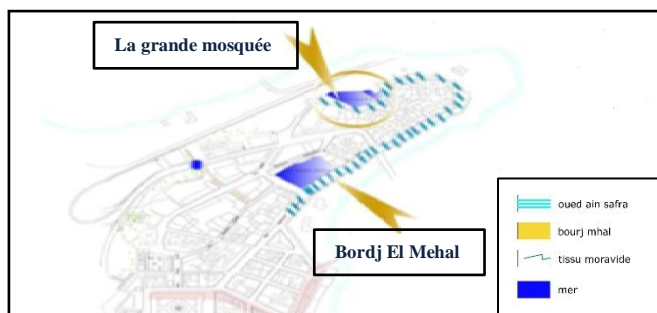 La grande mosquée
Bordj El Mehal
oued ain safra
bourj mhal
tissu moravide
mer